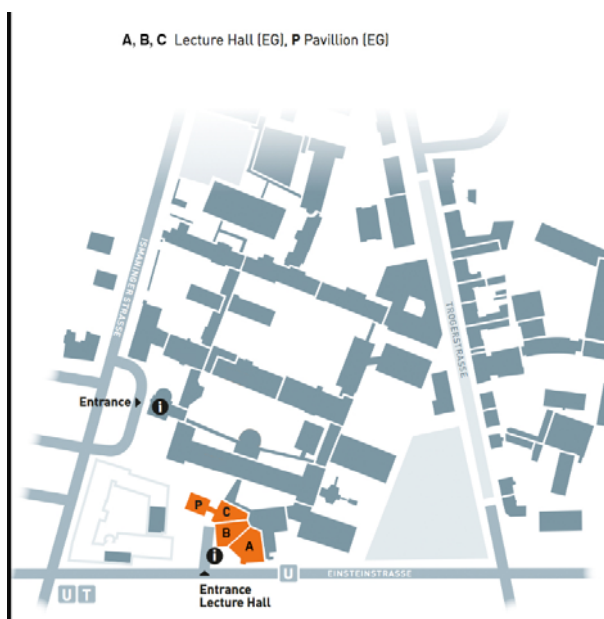 A, B, C Lecture Hall (EG), P Pavillion (EG)
ISMANINGER STRASSE
TROGERSTRASSE
Entrance
i
P
C
B
A
i
U
EINSTEINSTRASSE
U T
Entrance
Lecture Hall